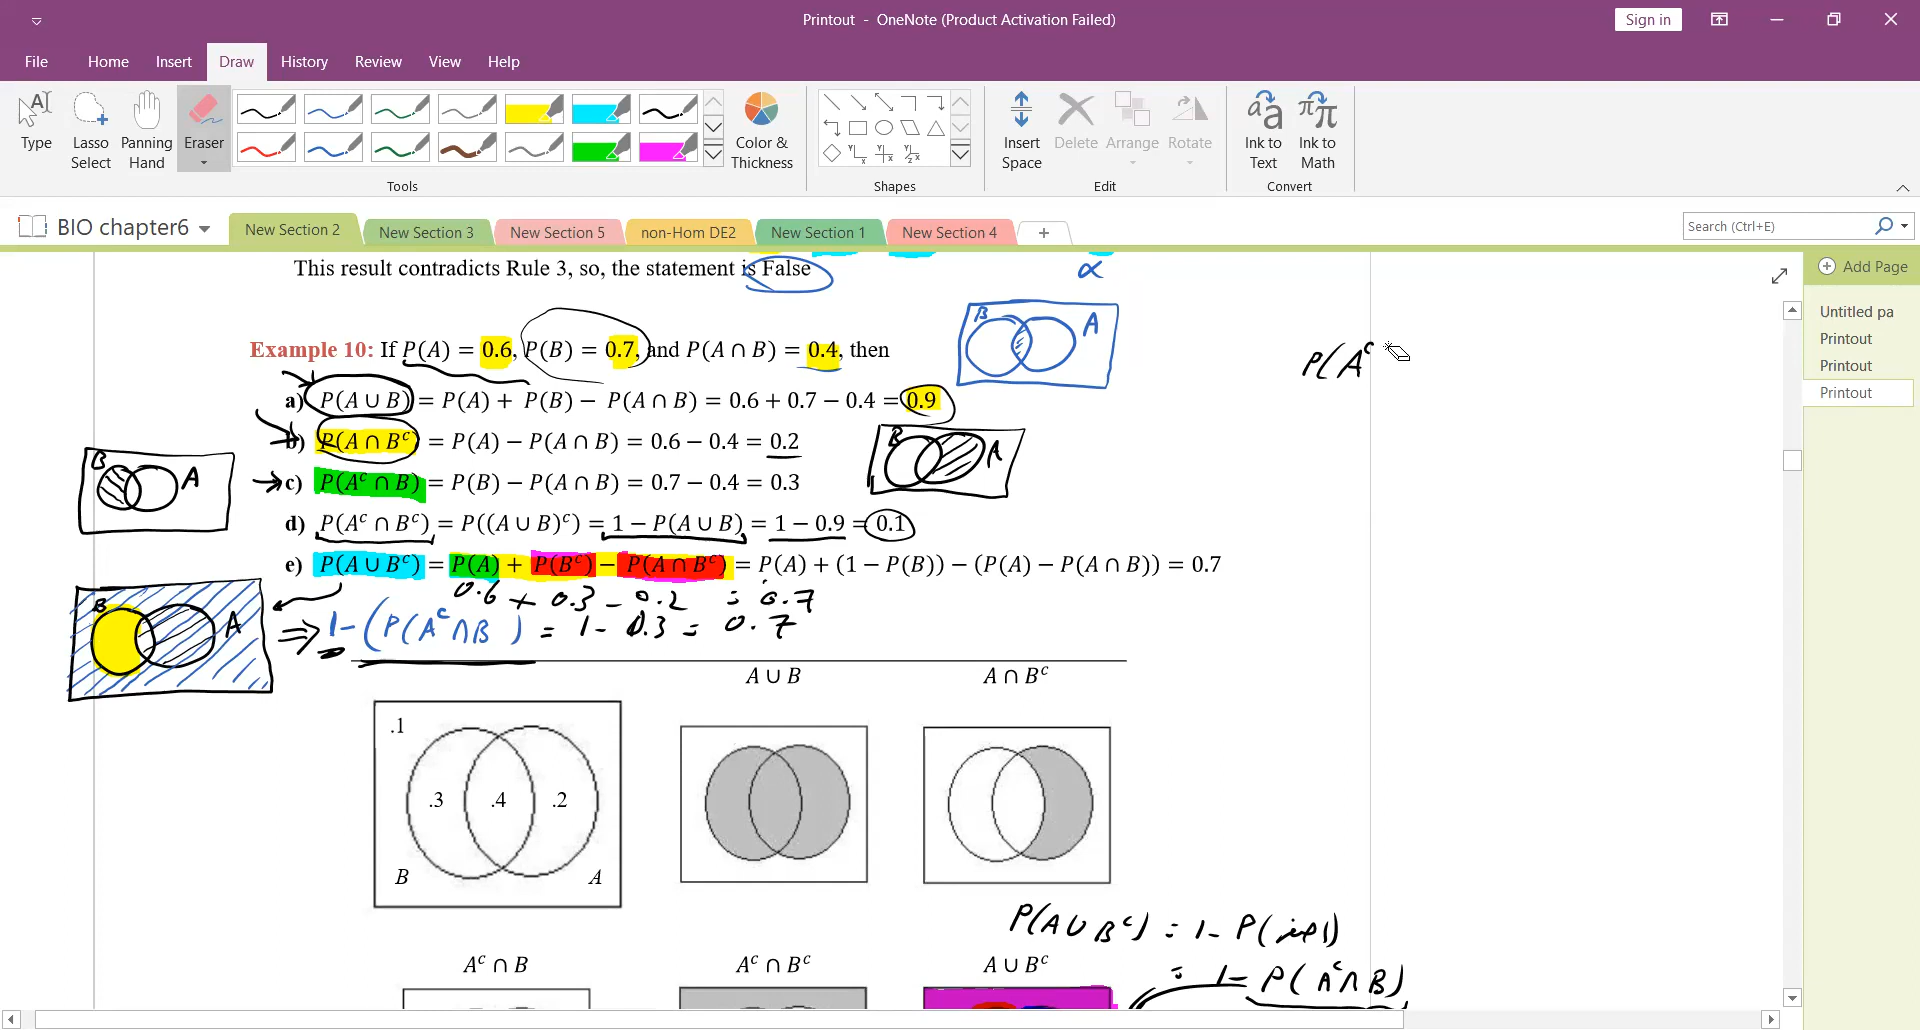 Printout - OneNote (Product Activation Failed)
Sign in
File Home Insert Draw History Review View Help
Type
Lasso Select
Panning Hand
Eraser
Color & Thickness
Insert Space
Delete
Arrange
Rotate
Ink to Text
Ink to Math
Tools
Shapes
Edit
Convert
BIO chapter6
New Section 2
New Section 3
New Section 5
non-Hom DE2
New Section 1
New Section 4
+
Search (Ctrl+E)
Add Page
Untitled pa
Printout
Printout
Printout
This result contradicts Rule 3, so, the statement is False
α
B A
Example 10: If P(A) = 0.6, P(B) = 0.7, and P(A ∩ B) = 0.4, then
P(Aᶜ
a) P(A ∪ B) = P(A) + P(B) − P(A ∩ B) = 0.6 + 0.7 − 0.4 = 0.9
b) P(A ∩ Bᶜ) = P(A) − P(A ∩ B) = 0.6 − 0.4 = 0.2
B A
B A
c) P(Aᶜ ∩ B) = P(B) − P(A ∩ B) = 0.7 − 0.4 = 0.3
d) P(Aᶜ ∩ Bᶜ) = P((A ∪ B)ᶜ) = 1 − P(A ∪ B) = 1 − 0.9 = 0.1
e) P(A ∪ Bᶜ) = P(A) + P(Bᶜ) − P(A ∩ Bᶜ) = P(A) + (1 − P(B)) − (P(A) − P(A ∩ B)) = 0.7
0.6 + 0.3 - 0.2 = 0.7
B A
⇒ 1-(P(Aᶜ∩B) = 1 - 0.3 = 0.7
A ∪ B
A ∩ Bᶜ
.1
.3 .4 .2
B A
P(A∪Bᶜ) = 1- P(
= 1- P(Aᶜ∩B)
Aᶜ ∩ B
Aᶜ ∩ Bᶜ
A ∪ Bᶜ